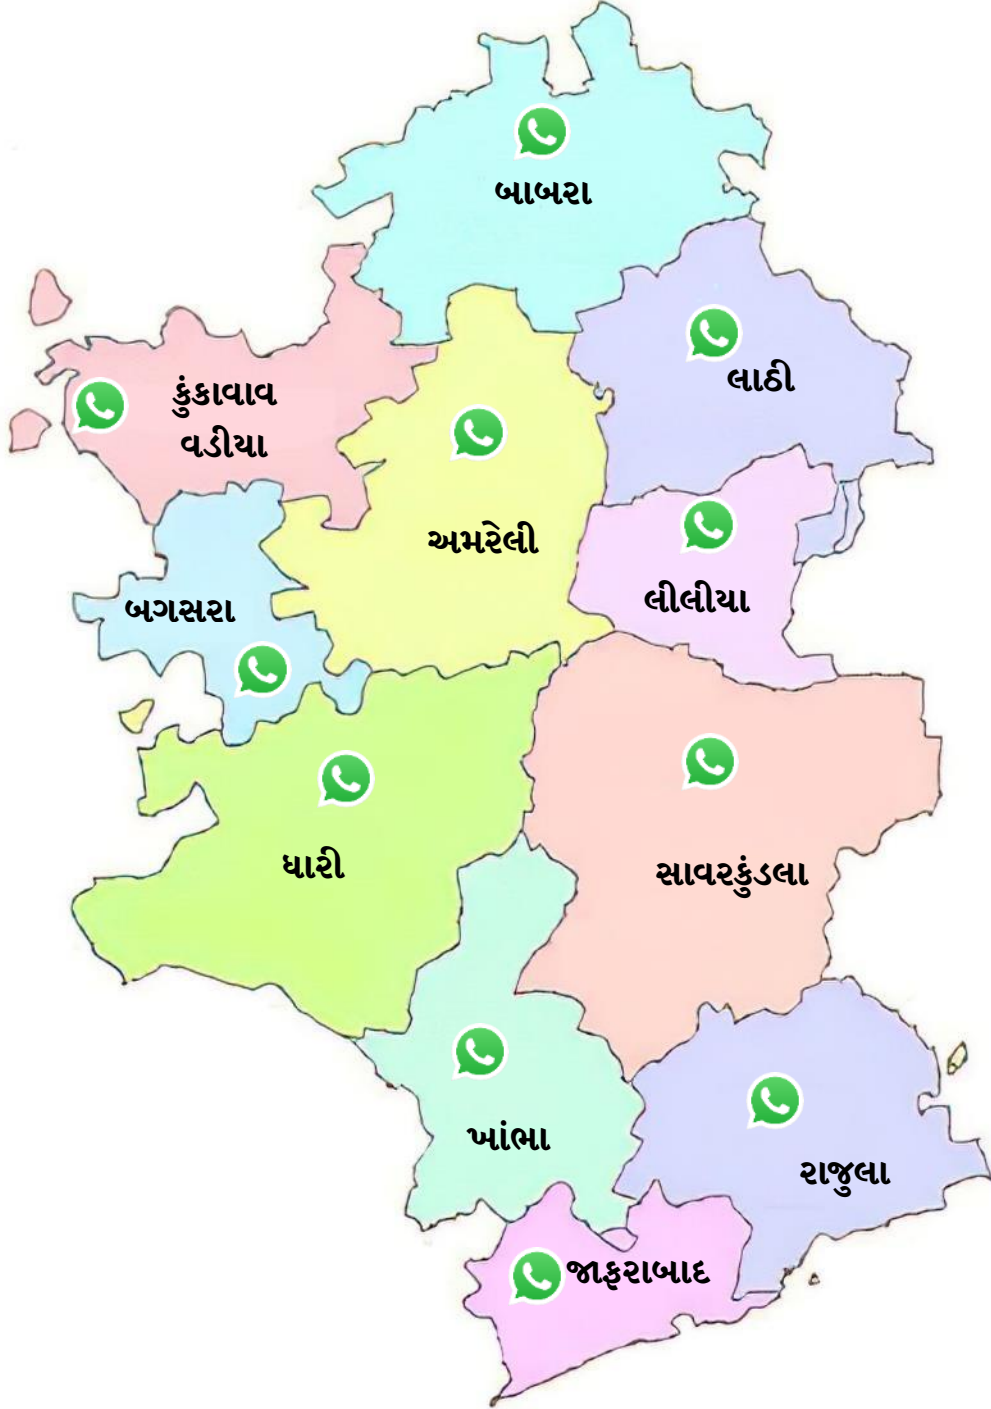 બાબરા
લાઠી
કુંકાવાવ
વડીયા
અમરેલી
લીલીયા
બગસરા
ધારી
સાવરકુંડલા
ખાંભા
રાજુલા
જાફરાબાદ